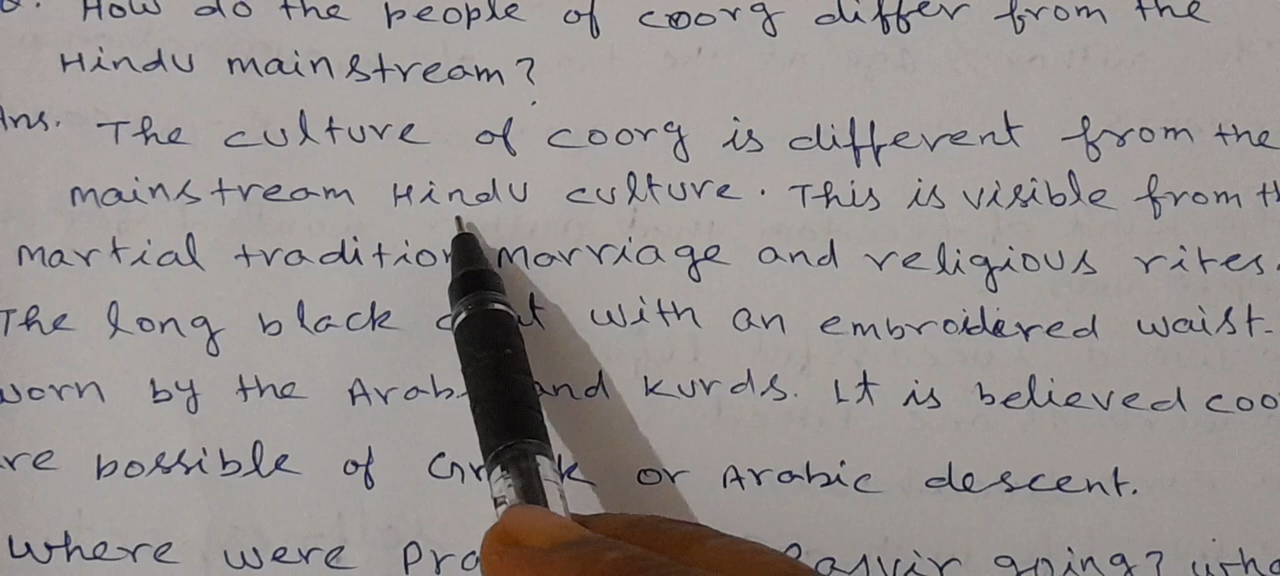 How do the people of coorg differ from the
Hindu mainstream?
Ans. The culture of coorg is different from the
mainstream Hindu culture. This is visible from
martial tradition marriage and religious rites.
The long black with an embroidered waist-
worn by the and Kurds. It is believed
possible of or Arabic descent.
Where were going?